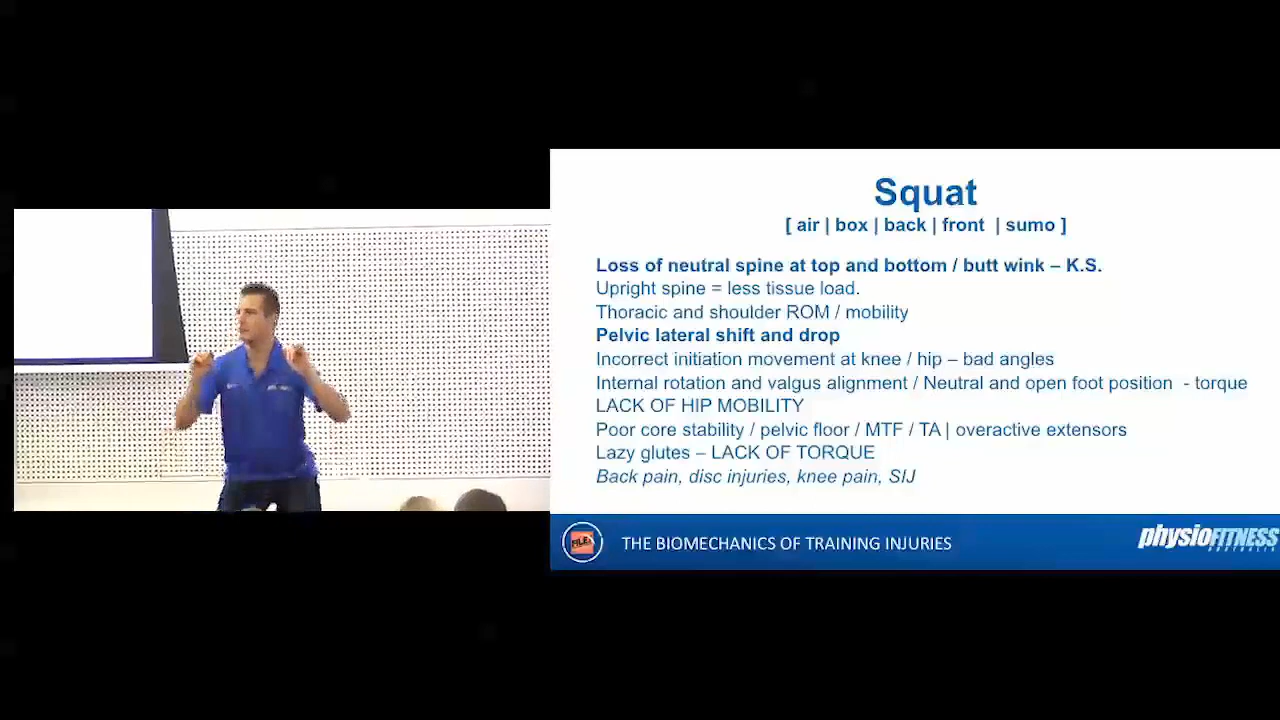 Squat
[ air | box | back | front | sumo ]
Loss of neutral spine at top and bottom / butt wink – K.S.
Upright spine = less tissue load.
Thoracic and shoulder ROM / mobility
Pelvic lateral shift and drop
Incorrect initiation movement at knee / hip – bad angles
Internal rotation and valgus alignment / Neutral and open foot position - torque
LACK OF HIP MOBILITY
Poor core stability / pelvic floor / MTF / TA | overactive extensors
Lazy glutes – LACK OF TORQUE
Back pain, disc injuries, knee pain, SIJ
FILEX
THE BIOMECHANICS OF TRAINING INJURIES
physioFITNESS
AUSTRALIA